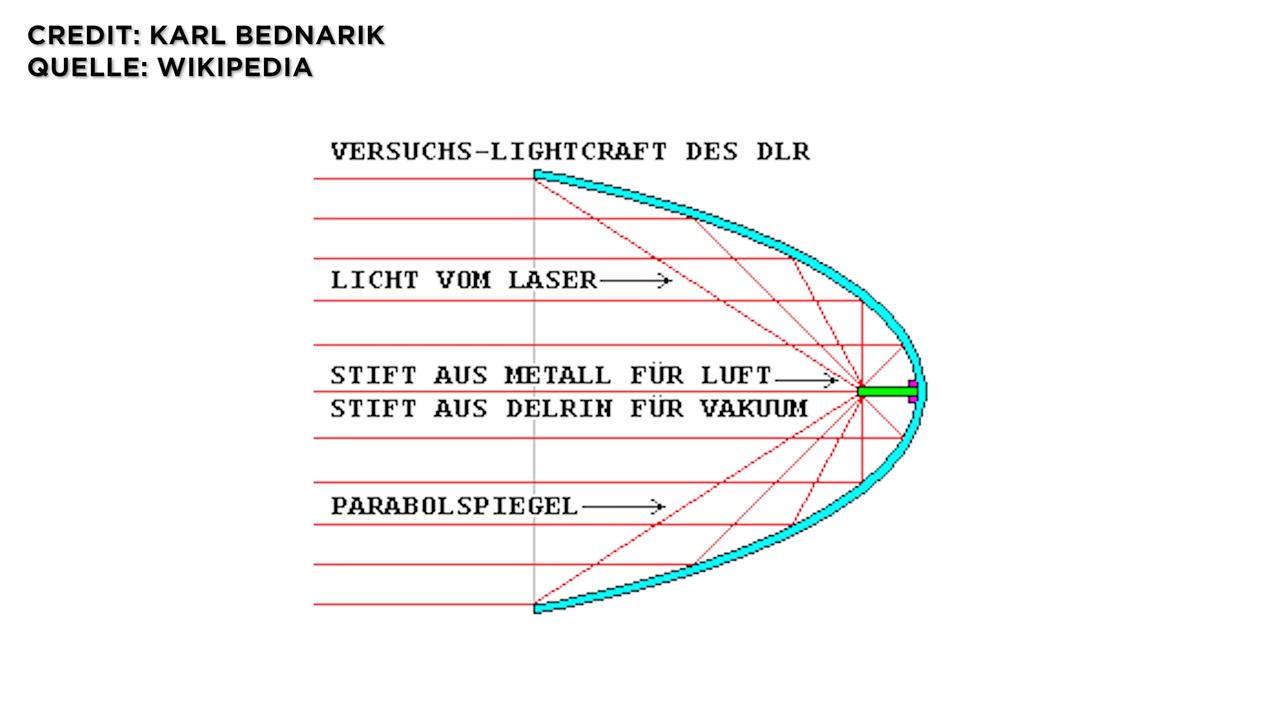 CREDIT: KARL BEDNARIK
QUELLE: WIKIPEDIA
VERSUCHS-LIGHTCRAFT DES DLR
LICHT VOM LASER
STIFT AUS METALL FÜR LUFT
STIFT AUS DELRIN FÜR VAKUUM
PARABOLSPIEGEL